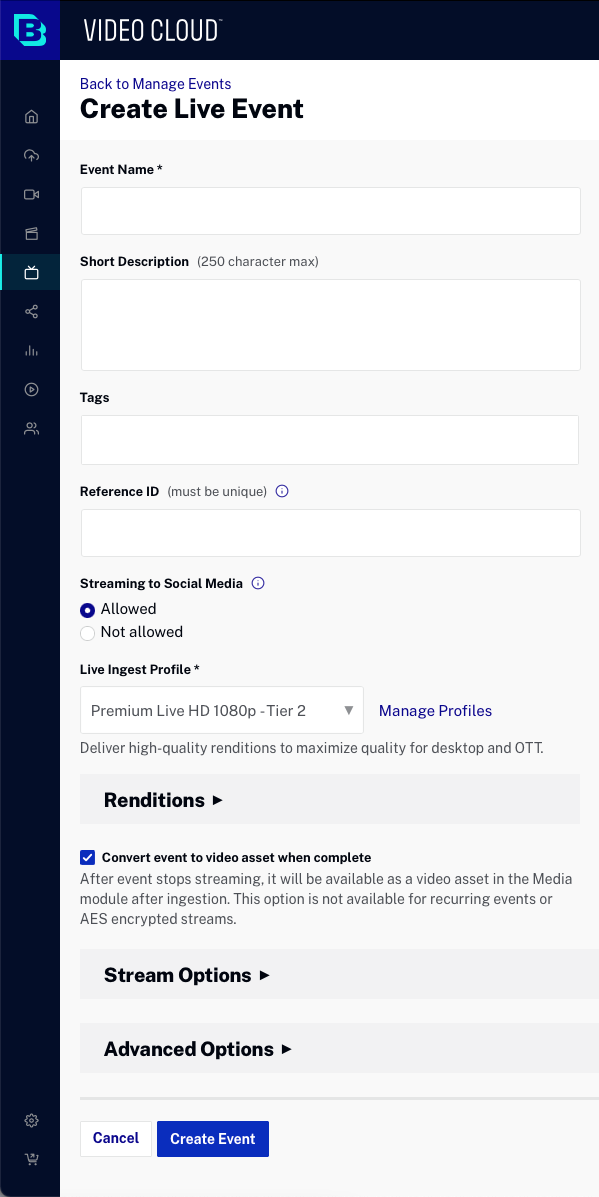 VIDEO CLOUD™
Back to Manage Events
Create Live Event
Event Name *
Short Description (250 character max)
Tags
Reference ID (must be unique)
Streaming to Social Media
Allowed
Not allowed
Live Ingest Profile *
Premium Live HD 1080p - Tier 2 ▼ Manage Profiles
Deliver high-quality renditions to maximize quality for desktop and OTT.
Renditions ►
Convert event to video asset when complete
After event stops streaming, it will be available as a video asset in the Media
module after ingestion. This option is not available for recurring events or
AES encrypted streams.
Stream Options ►
Advanced Options ►
Cancel Create Event